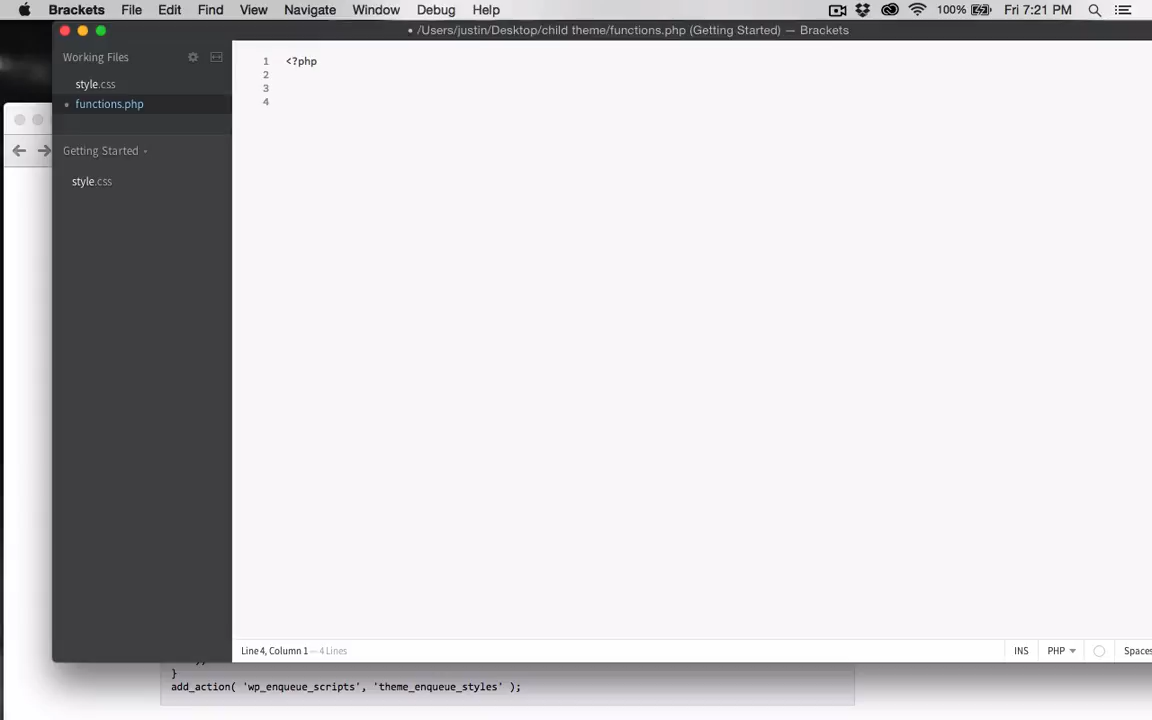 Brackets File Edit Find View Navigate Window Debug Help 100% Fri 7:21 PM
• /Users/justin/Desktop/child theme/functions.php (Getting Started) — Brackets
Working Files
style.css
functions.php
Getting Started
style.css
1 <?php
2
3
4
Line 4, Column 1 — 4 Lines INS PHP Spaces
}
add_action( 'wp_enqueue_scripts', 'theme_enqueue_styles' );